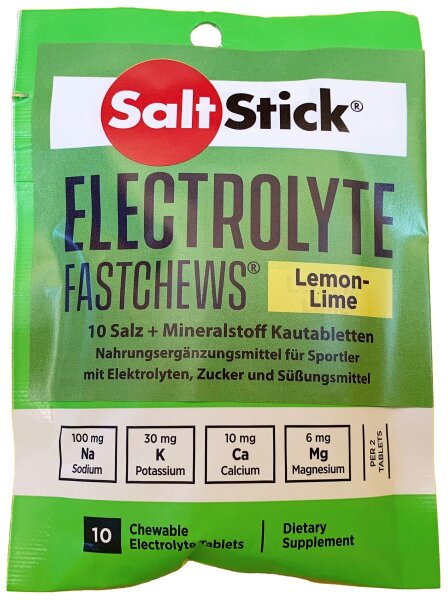 SaltStick®
ELECTROLYTE
FASTCHEWS®
Lemon-
Lime
10 Salz + Mineralstoff Kautabletten
Nahrungsergänzungsmittel für Sportler
mit Elektrolyten, Zucker und Süßungsmittel
100 mg
Na
Sodium
30 mg
K
Potassium
10 mg
Ca
Calcium
6 mg
Mg
Magnesium
PER 2
TABLETS
10
Chewable
Electrolyte Tablets
Dietary
Supplement